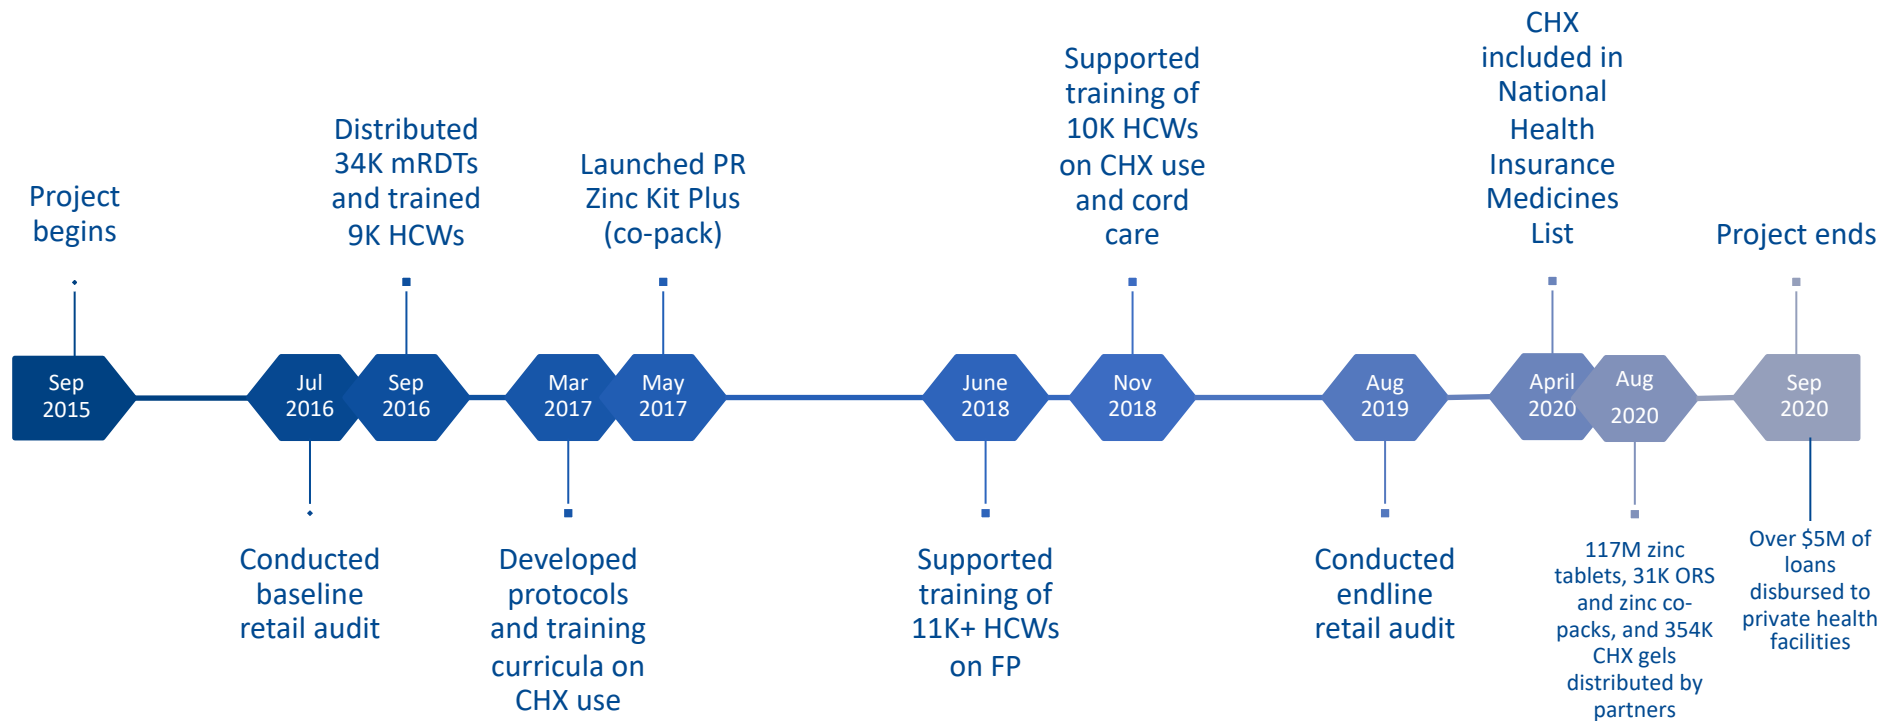 Project
begins
Sep
2015
Jul
2016
Conducted
baseline
retail audit
Distributed
34K mRDTs
and trained
9K HCWs
Sep
2016
Mar
2017
Developed
protocols
and training
curricula on
CHX use
Launched PR
Zinc Kit Plus
(co-pack)
May
2017
June
2018
Supported
training of
11K+ HCWs
on FP
Supported
training of
10K HCWs
on CHX use
and cord
care
Nov
2018
Aug
2019
Conducted
endline
retail audit
CHX
included in
National
Health
Insurance
Medicines
List
April
2020
Aug
2020
117M zinc
tablets, 31K ORS
and zinc co-
packs, and 354K
CHX gels
distributed by
partners
Project ends
Sep
2020
Over $5M of
loans
disbursed to
private health
facilities